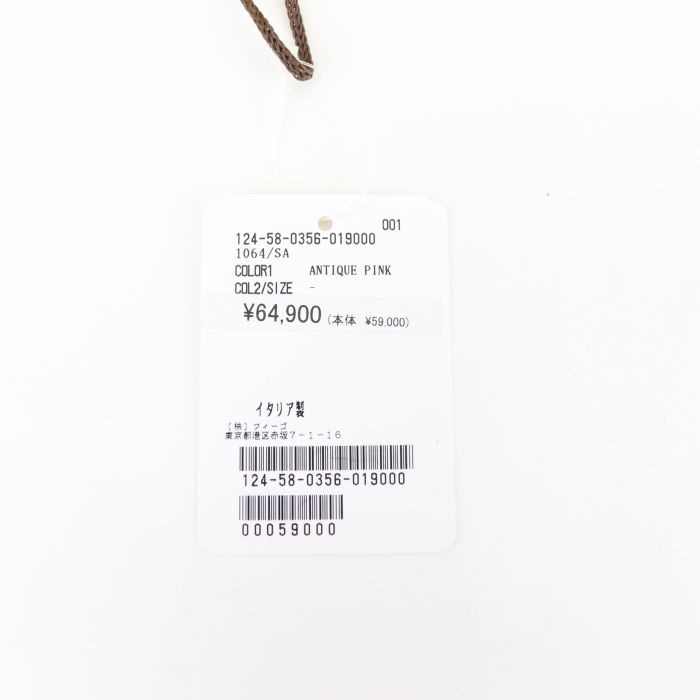 001
124-58-0356-019000
1064/SA
COLOR1 ANTIQUE PINK
COL2/SIZE -
¥64,900 (本体 ¥59,000)
イタリア製
(株)フィーゴ
東京都港区赤坂7-1-16
124-58-0356-019000
00059000